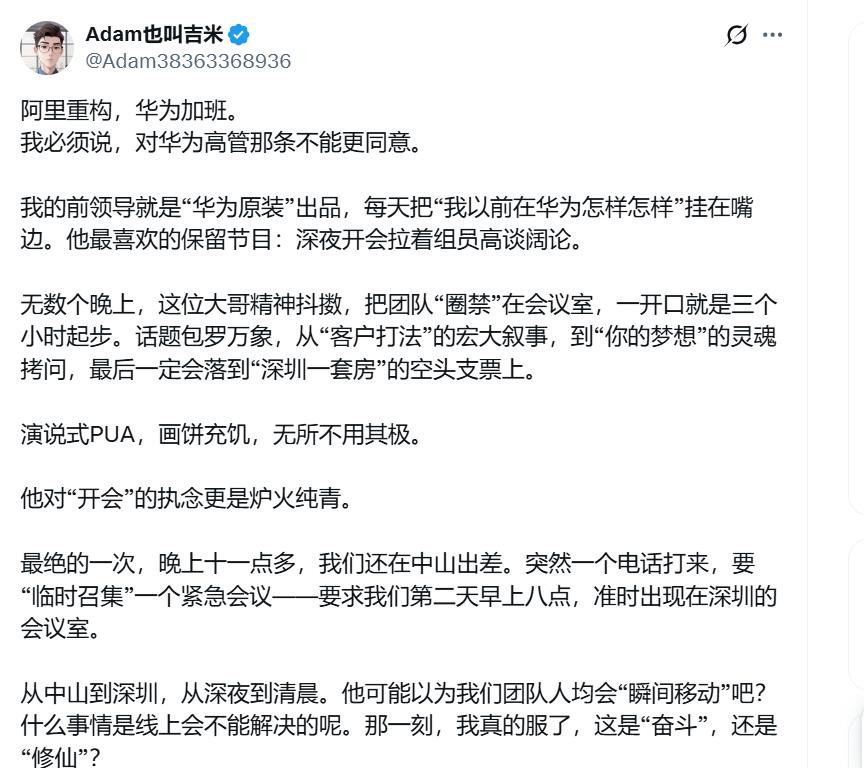 Adam也叫吉米
@Adam38363368936
阿里重构，华为加班。
我必须说，对华为高管那条不能更同意。
我的前领导就是“华为原装”出品，每天把“我以前在华为怎样怎样”挂在嘴
边。他最喜欢的保留节目：深夜开会拉着组员高谈阔论。
无数个晚上，这位大哥精神抖擞，把团队“圈禁”在会议室，一开口就是三个
小时起步。话题包罗万象，从“客户打法”的宏大叙事，到“你的梦想”的灵魂
拷问，最后一定会落到“深圳一套房”的空头支票上。
演说式PUA，画饼充饥，无所不用其极。
他对“开会”的执念更是炉火纯青。
最绝的一次，晚上十一点多，我们还在中山出差。突然一个电话打来，要
“临时召集”一个紧急会议——要求我们第二天早上八点，准时出现在深圳的
会议室。
从中山到深圳，从深夜到清晨。他可能以为我们团队人均会“瞬间移动”吧？
什么事情是线上会不能解决的呢。那一刻，我真的服了，这是“奋斗”，还是
“修仙”？